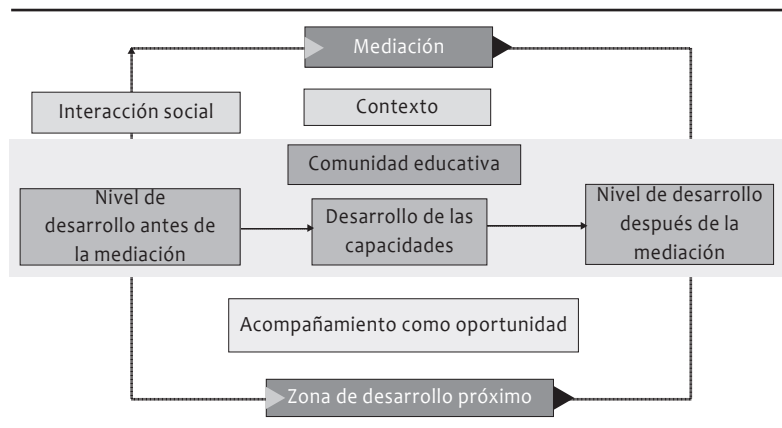 Mediación
Interacción social
Contexto
Comunidad educativa
Nivel de
desarrollo antes de
la mediación
Desarrollo de las
capacidades
Nivel de desarrollo
después de la
mediación
Acompañamiento como oportunidad
Zona de desarrollo próximo